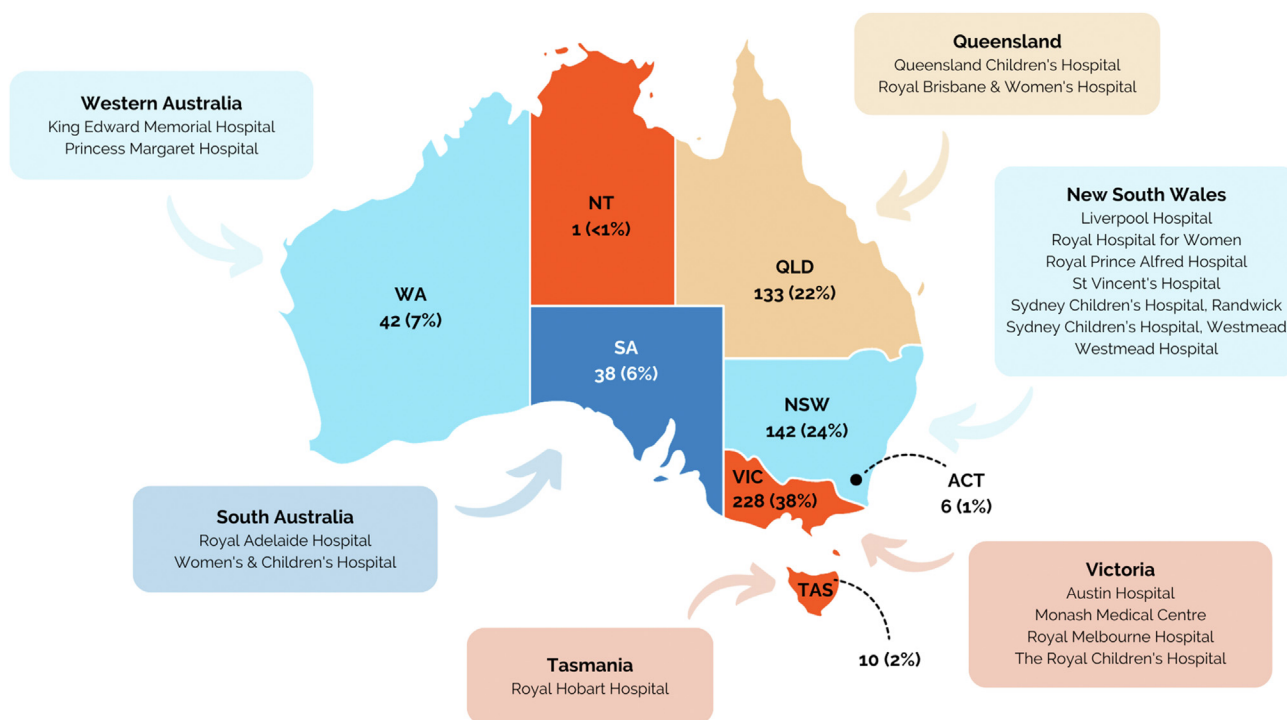 Queensland
Queensland Children's Hospital
Royal Brisbane & Women's Hospital
Western Australia
King Edward Memorial Hospital
Princess Margaret Hospital
New South Wales
Liverpool Hospital
Royal Hospital for Women
Royal Prince Alfred Hospital
St Vincent's Hospital
Sydney Children's Hospital, Randwick
Sydney Children's Hospital, Westmead
Westmead Hospital
NT
1 (<1%)
QLD
133 (22%)
WA
42 (7%)
SA
38 (6%)
NSW
142 (24%)
VIC
228 (38%)
ACT
6 (1%)
South Australia
Royal Adelaide Hospital
Women's & Children's Hospital
Victoria
Austin Hospital
Monash Medical Centre
Royal Melbourne Hospital
The Royal Children's Hospital
TAS
10 (2%)
Tasmania
Royal Hobart Hospital